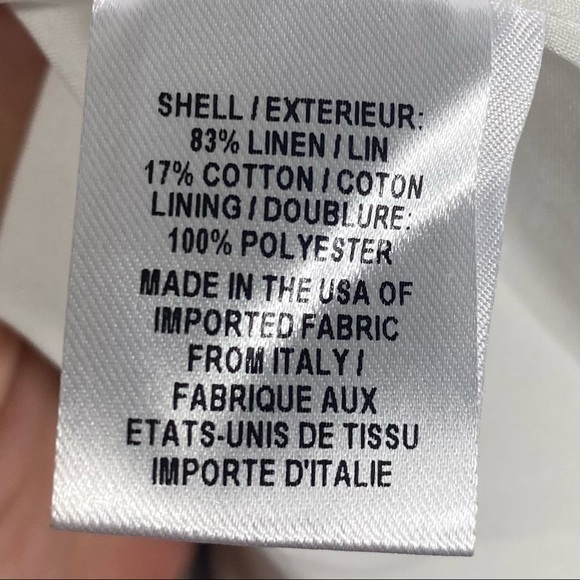 SHELL / EXTERIEUR:
83% LINEN / LIN
17% COTTON / COTON
LINING / DOUBLURE:
100% POLYESTER
MADE IN THE USA OF
IMPORTED FABRIC
FROM ITALY /
FABRIQUE AUX
ETATS-UNIS DE TISSU
IMPORTE D'ITALIE